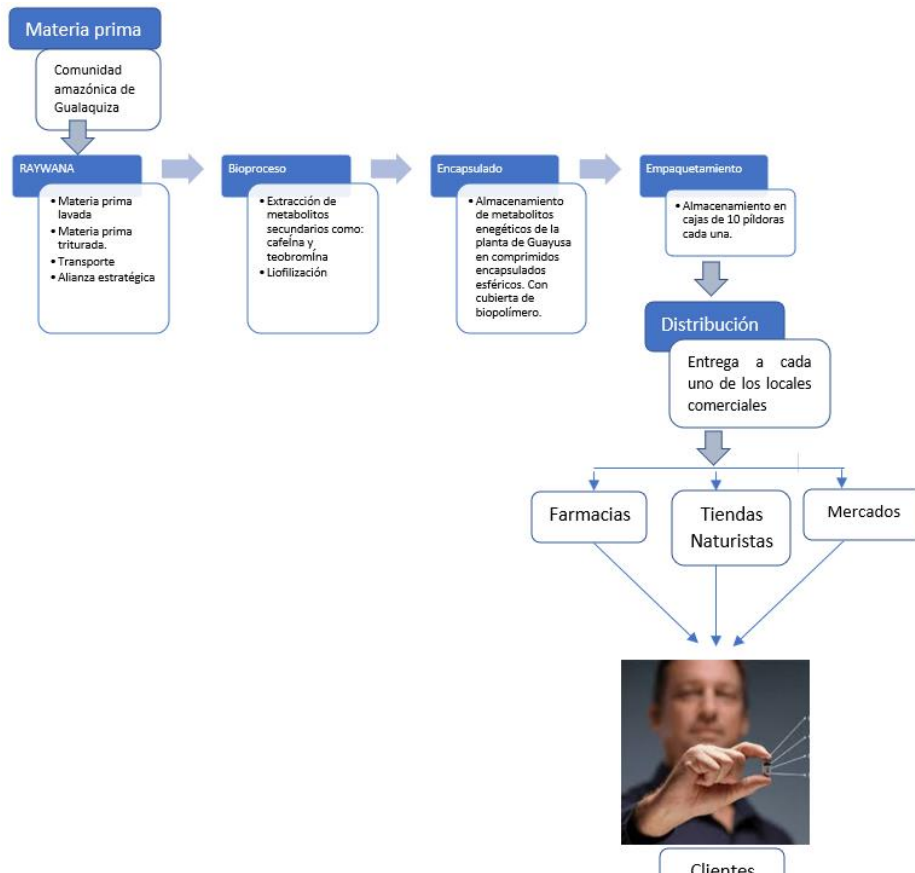 Materia prima
Comunidad
amazónica de
Gualaquiza
RAYWANA
• Materia prima
lavada
• Materia prima
triturada.
• Transporte
• Alianza estratégica
Bioproceso
• Extracción de
metabolitos
secundarios como:
cafeÍna y
teobromÍna
• Liofilización
Encapsulado
• Almacenamiento
de metabolitos
enegéticos de la
planta de Guayusa
en comprimidos
encapsulados
esféricos. Con
cubierta de
biopolímero.
Empaquetamiento
• Almacenamiento en
cajas de 10 píldoras
cada una.
Distribución
Entrega a cada
uno de los locales
comerciales
Farmacias
Tiendas
Naturistas
Mercados
Clientes